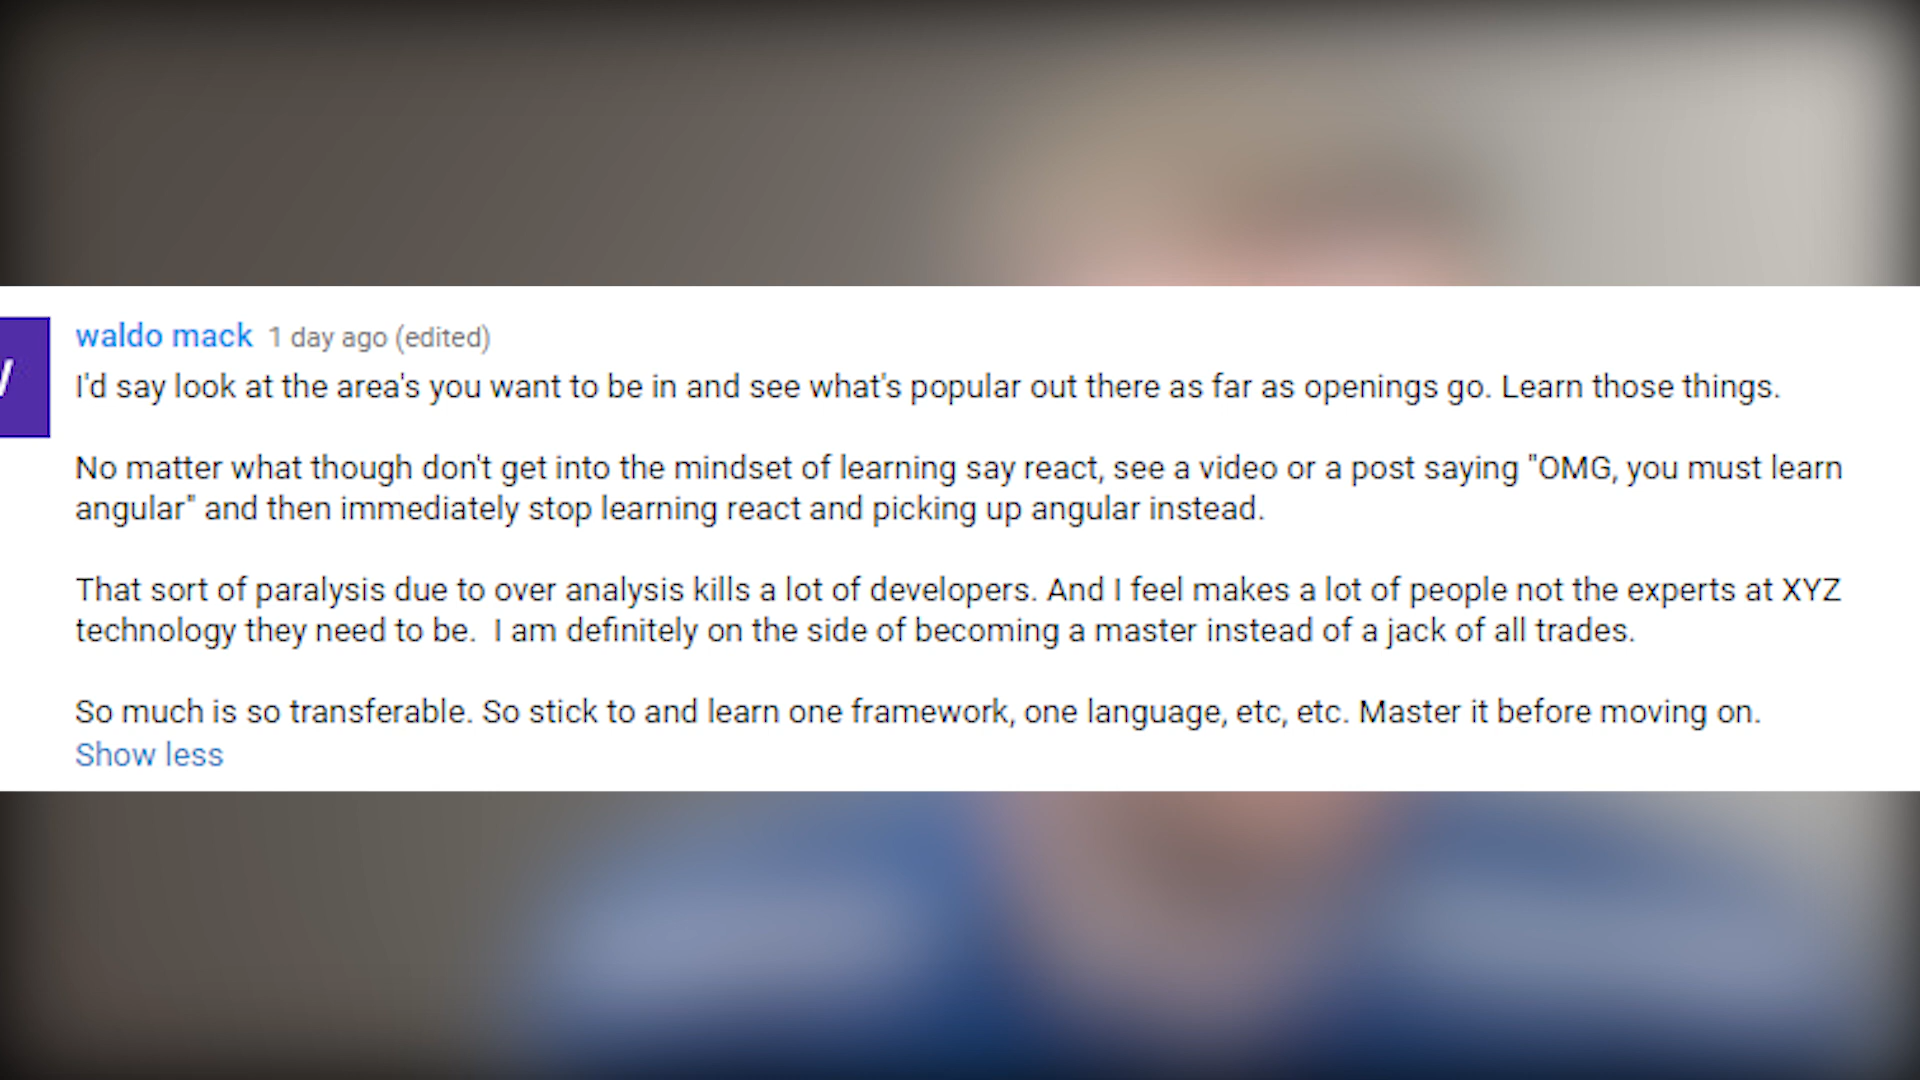 waldo mack 1 day ago (edited)
I'd say look at the area's you want to be in and see what's popular out there as far as openings go. Learn those things.
No matter what though don't get into the mindset of learning say react, see a video or a post saying "OMG, you must learn
angular" and then immediately stop learning react and picking up angular instead.
That sort of paralysis due to over analysis kills a lot of developers. And I feel makes a lot of people not the experts at XYZ
technology they need to be.  I am definitely on the side of becoming a master instead of a jack of all trades.
So much is so transferable. So stick to and learn one framework, one language, etc, etc. Master it before moving on.
Show less